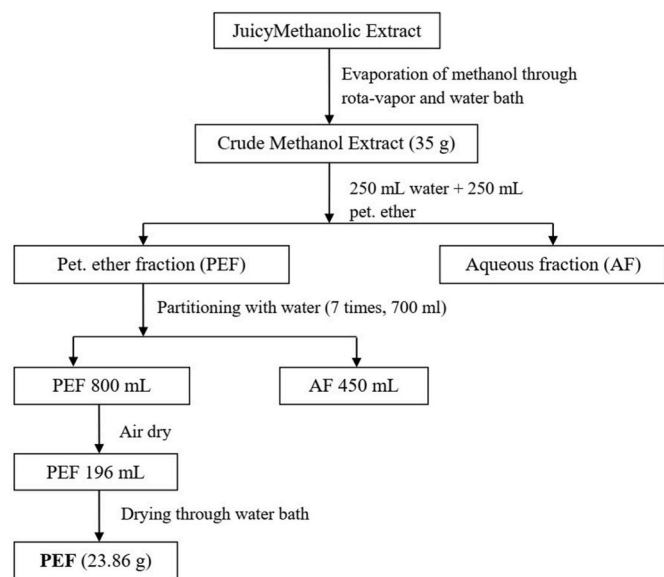 JuicyMethanolic Extract
Evaporation of methanol through
rota-vapor and water bath
Crude Methanol Extract (35 g)
250 mL water + 250 mL
pet. ether
Pet. ether fraction (PEF)
Aqueous fraction (AF)
Partitioning with water (7 times, 700 ml)
PEF 800 mL
AF 450 mL
Air dry
PEF 196 mL
Drying through water bath
PEF (23.86 g)